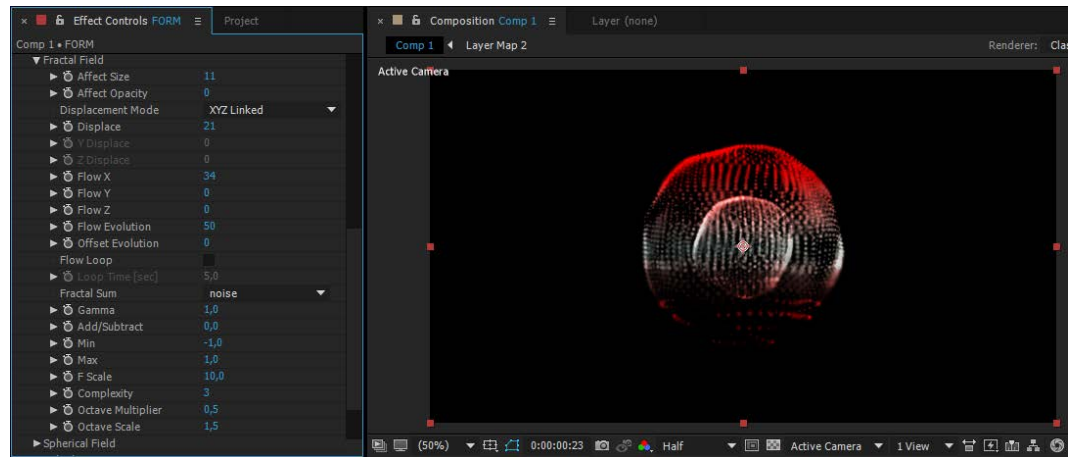 Effect Controls FORM
Project
Comp 1 • FORM
Fractal Field
Affect Size 11
Affect Opacity 0
Displacement Mode XYZ Linked
Displace 21
Y Displace 0
Z Displace 0
Flow X 34
Flow Y 0
Flow Z 0
Flow Evolution 50
Offset Evolution 0
Flow Loop
Loop Time [sec] 5,0
Fractal Sum noise
Gamma 1,0
Add/Subtract 0,0
Min -1,0
Max 1,0
F Scale 10,0
Complexity 3
Octave Multiplier 0,5
Octave Scale 1,5
Spherical Field
Composition Comp 1
Layer (none)
Comp 1 Layer Map 2
Renderer: Clas
Active Camera
(50%) 0:00:00:23 Half Active Camera 1 View